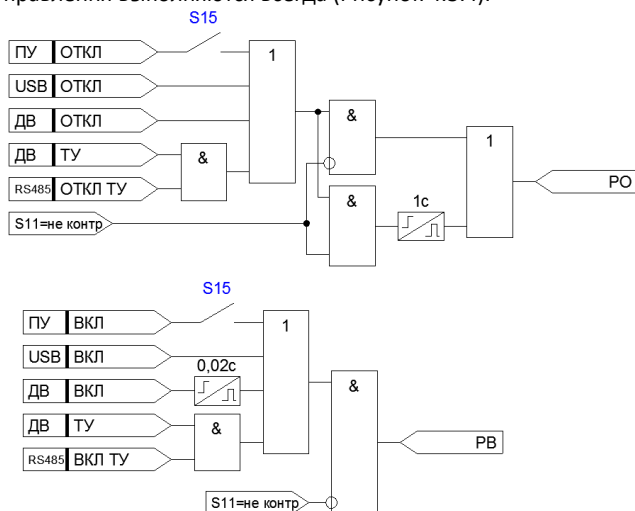 S15
ПУ ОТКЛ
1
USB ОТКЛ
ДВ ОТКЛ
&
ДВ ТУ
&
1
RS485 ОТКЛ ТУ
&
1с
РО
S11=не контр
S15
ПУ ВКЛ
1
USB ВКЛ
0,02с
ДВ ВКЛ
&
ДВ ТУ
&
РВ
RS485 ВКЛ ТУ
S11=не контр